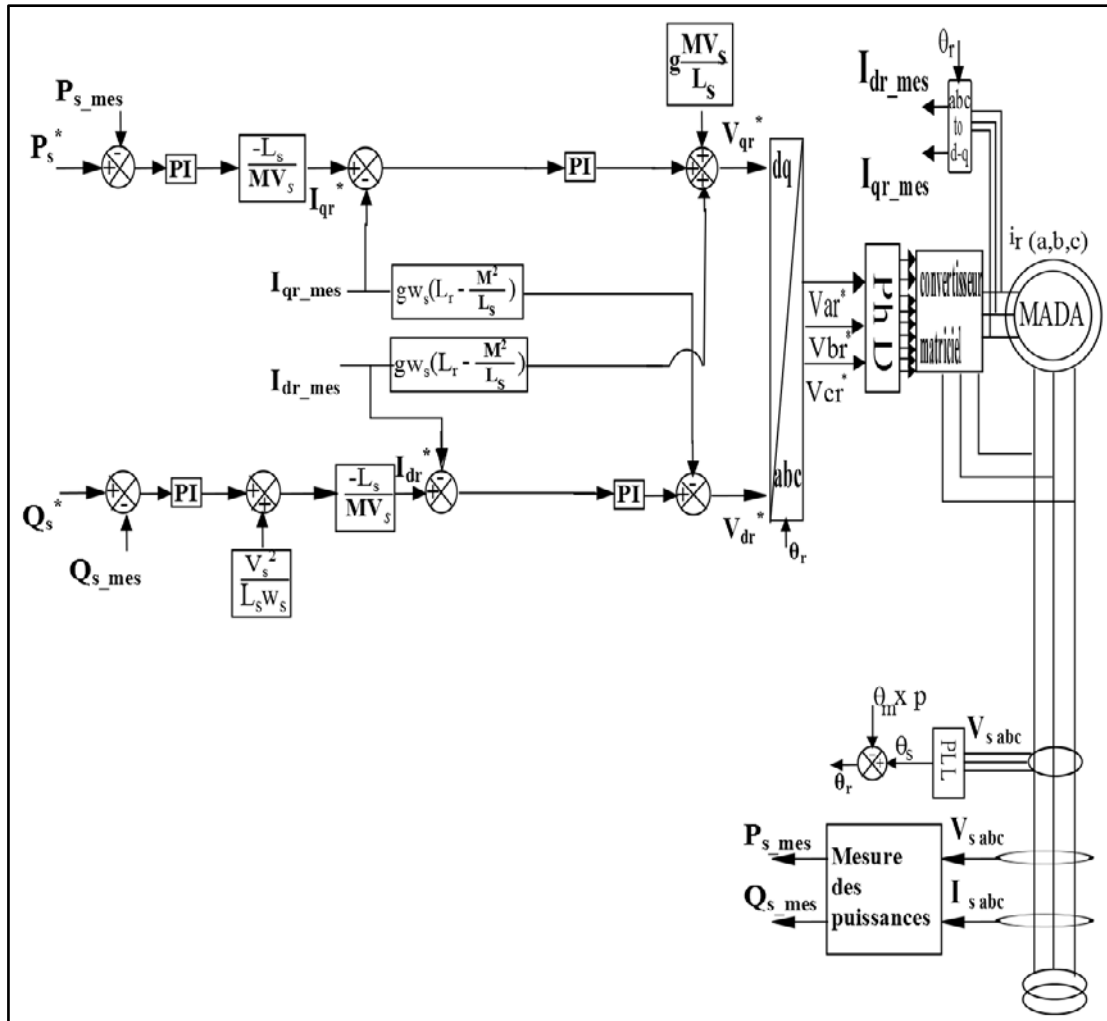 g MV_s / L_s
θ_r
P_s_mes
I_dr_mes
abc
to
d-q
P_s*
PI
-L_s / MV_s
I_qr*
PI
V_qr*
dq
I_qr_mes
i_r (a,b,c)
I_qr_mes
gw_s(L_r - M² / L_s)
Var*
Ph D
convertisseur
matriciel
MADA
I_dr_mes
gw_s(L_r - M² / L_s)
Vbr*
Vcr*
Q_s*
PI
-L_s / MV_s
I_dr*
PI
abc
V_dr*
θ_r
Q_s_mes
V_s² / L_s w_s
θ_m x p
V_s abc
θ_s
PLL
θ_r
P_s_mes
Mesure
des
puissances
V_s abc
Q_s_mes
I_s abc